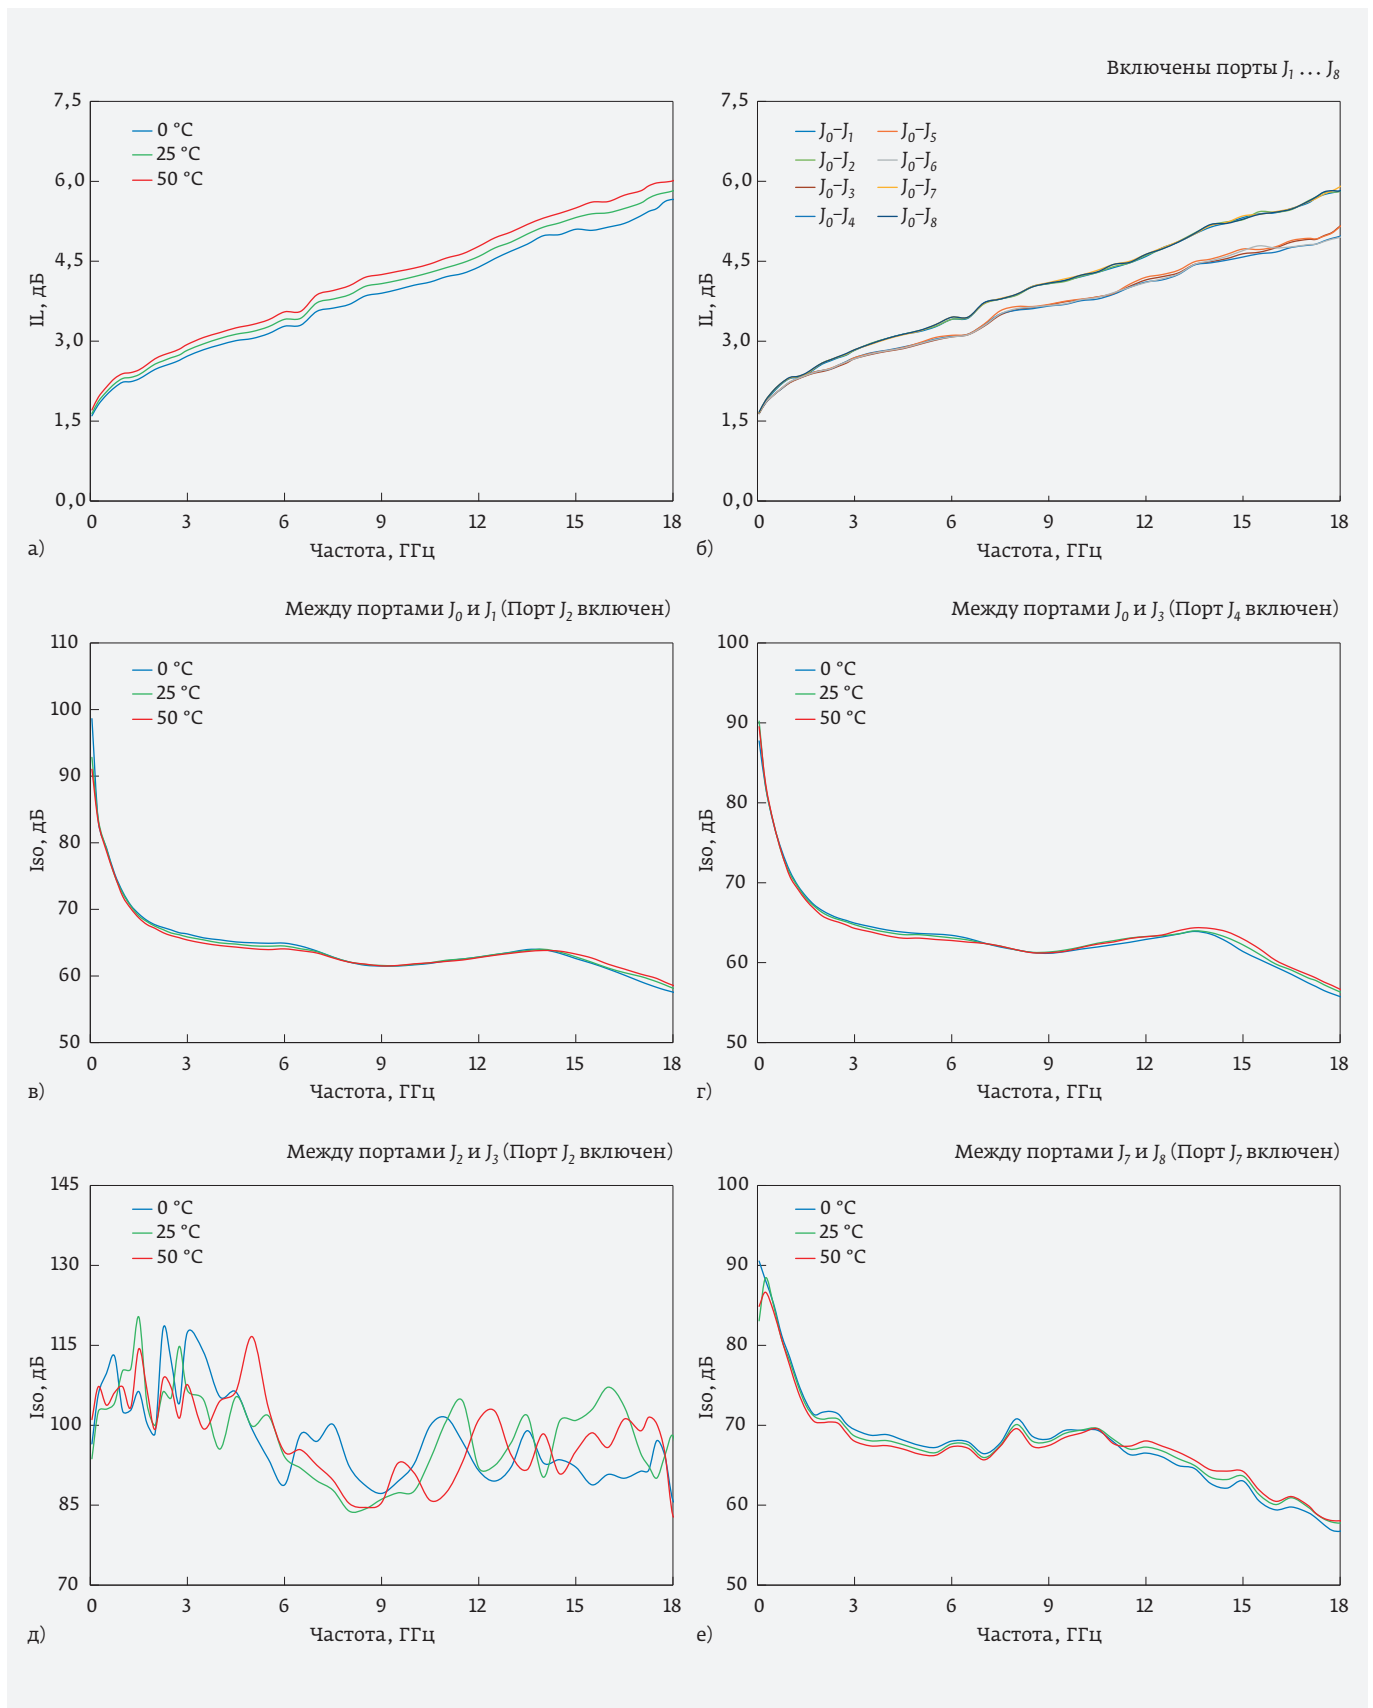 Включены порты J1 ... J8
7,5
6,0
4,5
3,0
1,5
0,0
IL, дБ
0 °C
25 °C
50 °C
0 3 6 9 12 15 18
Частота, ГГц
а)
7,5
6,0
4,5
3,0
1,5
0,0
IL, дБ
J0–J1 J0–J5
J0–J2 J0–J6
J0–J3 J0–J7
J0–J4 J0–J8
0 3 6 9 12 15 18
Частота, ГГц
б)
Между портами J0 и J1 (Порт J2 включен)
110
100
90
80
70
60
50
Iso, дБ
0 °C
25 °C
50 °C
0 3 6 9 12 15 18
Частота, ГГц
в)
Между портами J0 и J3 (Порт J4 включен)
100
90
80
70
60
50
Iso, дБ
0 °C
25 °C
50 °C
0 3 6 9 12 15 18
Частота, ГГц
г)
Между портами J2 и J3 (Порт J2 включен)
145
130
115
100
85
70
Iso, дБ
0 °C
25 °C
50 °C
0 3 6 9 12 15 18
Частота, ГГц
д)
Между портами J7 и J8 (Порт J7 включен)
100
90
80
70
60
50
Iso, дБ
0 °C
25 °C
50 °C
0 3 6 9 12 15 18
Частота, ГГц
е)